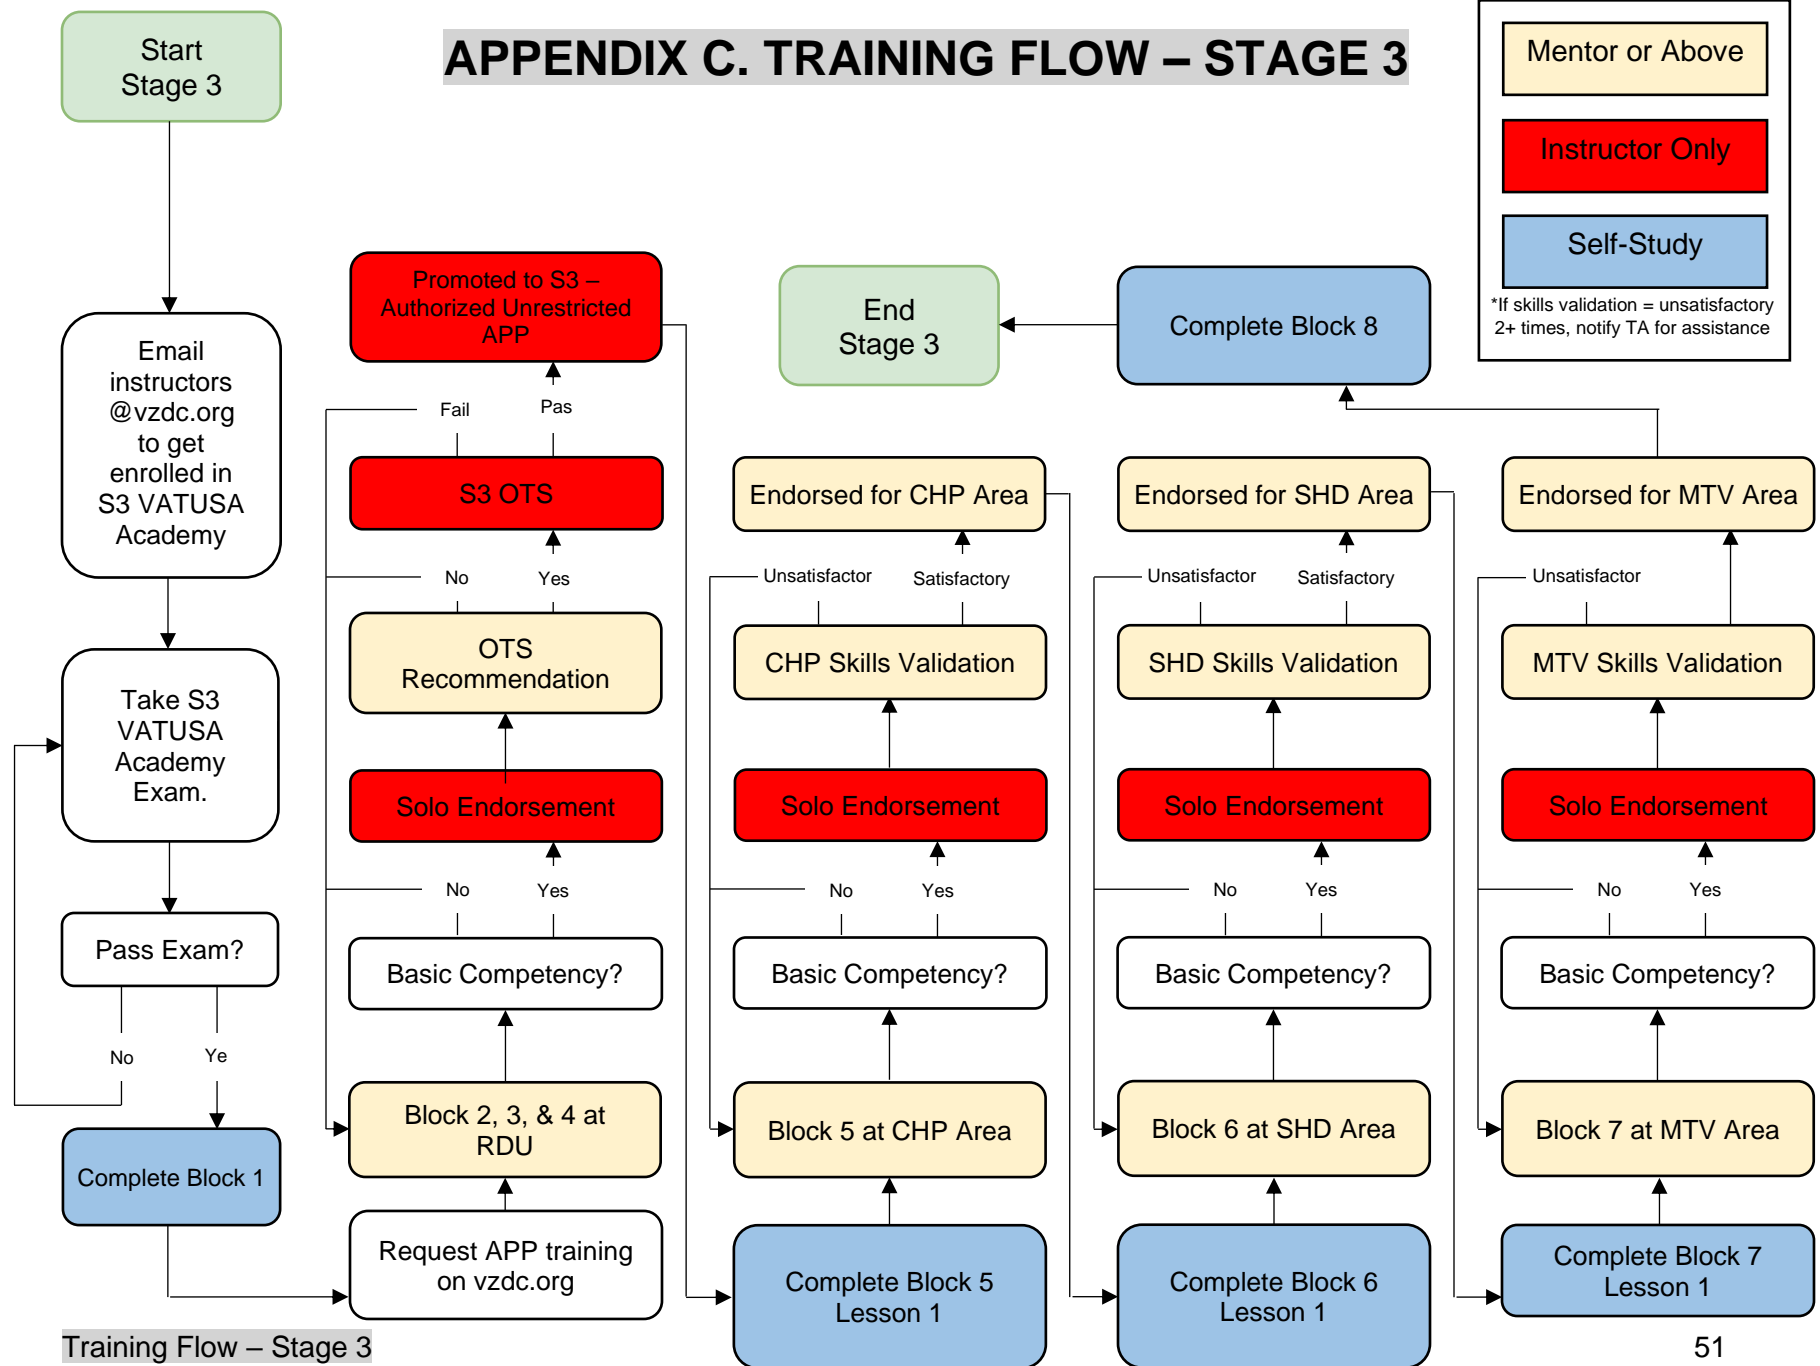 APPENDIX C. TRAINING FLOW – STAGE 3
Start
Stage 3
Email
instructors
@vzdc.org
to get
enrolled in
S3 VATUSA
Academy
Take S3
VATUSA
Academy
Exam.
Pass Exam?
No
Ye
Complete Block 1
Request APP training
on vzdc.org
Block 2, 3, & 4 at
RDU
Basic Competency?
No
Yes
Solo Endorsement
OTS
Recommendation
No
Yes
S3 OTS
Fail
Pas
Promoted to S3 –
Authorized Unrestricted
APP
Complete Block 5
Lesson 1
Block 5 at CHP Area
Basic Competency?
No
Yes
Solo Endorsement
CHP Skills Validation
Unsatisfactor
Satisfactory
Endorsed for CHP Area
Complete Block 6
Lesson 1
Block 6 at SHD Area
Basic Competency?
No
Yes
Solo Endorsement
SHD Skills Validation
Unsatisfactor
Satisfactory
Endorsed for SHD Area
Complete Block 7
Lesson 1
Block 7 at MTV Area
Basic Competency?
No
Yes
Solo Endorsement
MTV Skills Validation
Unsatisfactor
Endorsed for MTV Area
Complete Block 8
End
Stage 3
Mentor or Above
Instructor Only
Self-Study
*If skills validation = unsatisfactory
2+ times, notify TA for assistance
Training Flow – Stage 3
51